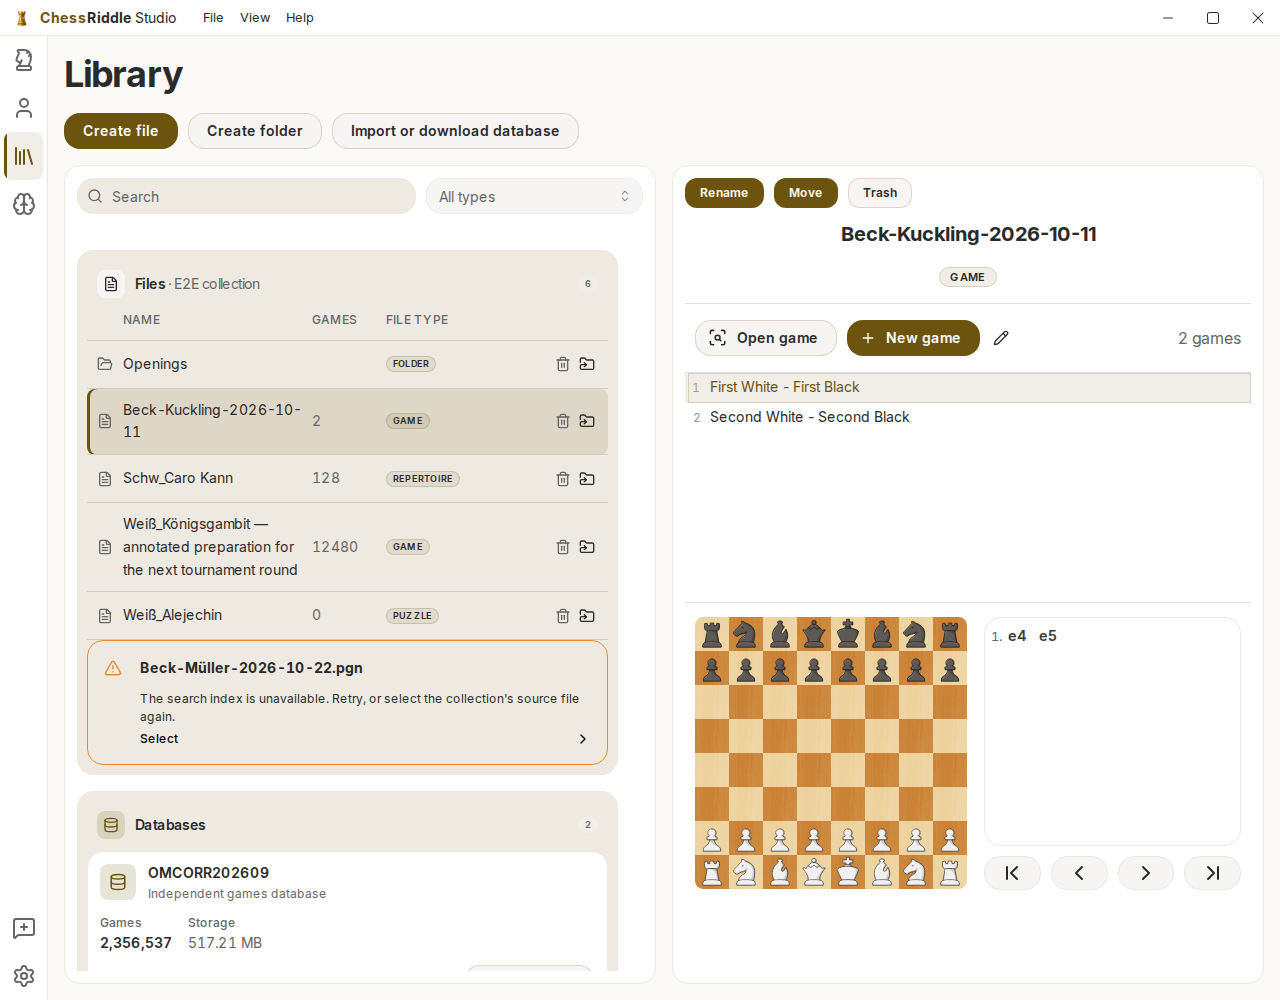 ChessRiddle Studio File View Help
Library
Create file Create folder Import or download database
Search All types
Files · E2E collection 6
NAME GAMES FILE TYPE
Openings FOLDER
Beck-Kuckling-2026-10-
11 2 GAME
Schw_Caro Kann 128 REPERTOIRE
Weiß_Königsgambit —
annotated preparation for
the next tournament round 12480 GAME
Weiß_Alejechin 0 PUZZLE
Beck-Müller-2026-10-22.pgn
The search index is unavailable. Retry, or select the collection's source file
again.
Select
Databases 2
OMCORR202609
Independent games database
Games Storage
2,356,537 517.21 MB
Rename Move Trash
Beck-Kuckling-2026-10-11
GAME
Open game New game 2 games
1 First White - First Black
2 Second White - Second Black
1. e4 e5